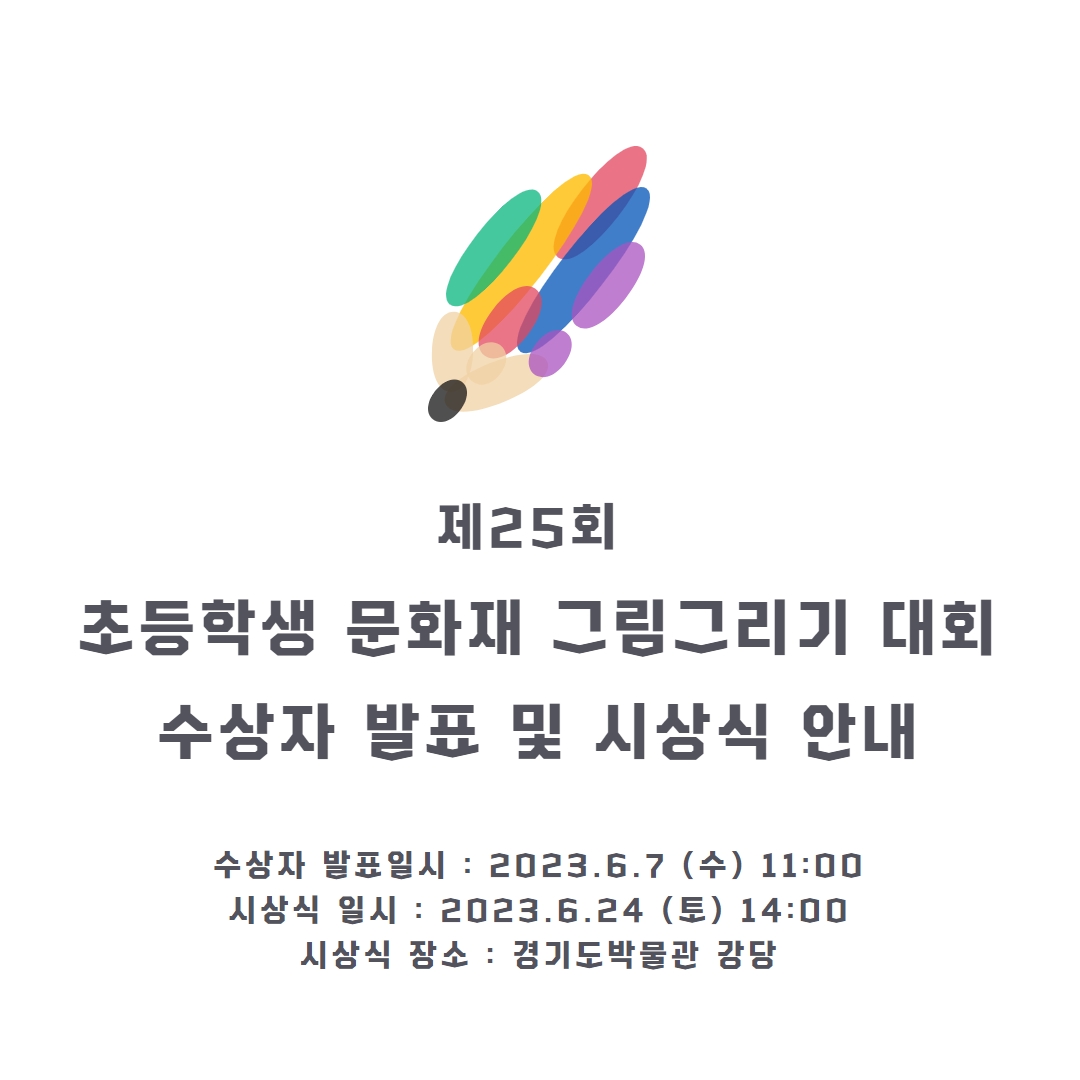 제25회
초등학생 문화재 그림그리기 대회
수상자 발표 및 시상식 안내
수상자 발표일시 : 2023.6.7 (수) 11:00
시상식 일시 : 2023.6.24 (토) 14:00
시상식 장소 : 경기도박물관 강당